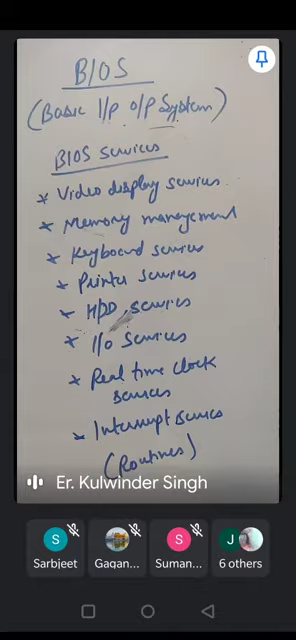 BIOS
(Basic I/p O/p System)
BIOS Services
* Video display services
* Memory management
* Keyboard services
* Printer services
* HDD services
* I/O services
* Real time clock
services
* Interrupt services
(Routines)
Er. Kulwinder Singh
S
S
J
Sarbjeet
Gagan...
Suman...
6 others